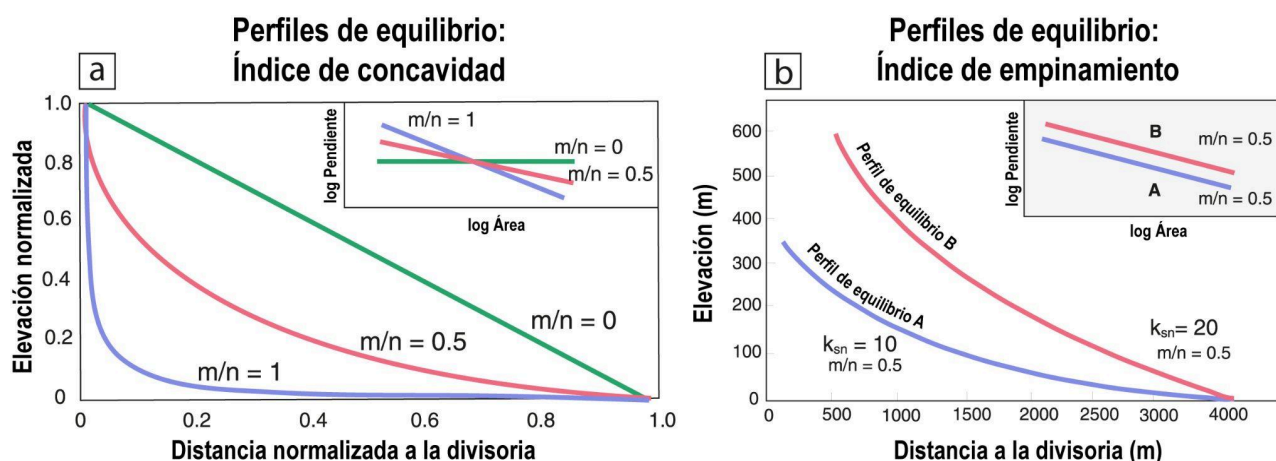 Perfiles de equilibrio:
Índice de concavidad
a
Elevación normalizada
1.0
0.8
0.6
0.4
0.2
0
0
0.2
0.4
0.6
0.8
1.0
Distancia normalizada a la divisoria
m/n = 0
m/n = 0.5
m/n = 1
log Pendiente
m/n = 1
m/n = 0
m/n = 0.5
log Área
Perfiles de equilibrio:
Índice de empinamiento
b
Elevación (m)
600
500
400
300
200
100
0
0
500
1000
1500
2000
2500
3000
4000
Distancia a la divisoria (m)
Perfil de equilibrio B
Perfil de equilibrio A
ksn = 10
m/n = 0.5
ksn= 20
m/n = 0.5
log Pendiente
B
m/n = 0.5
A
m/n = 0.5
log Área